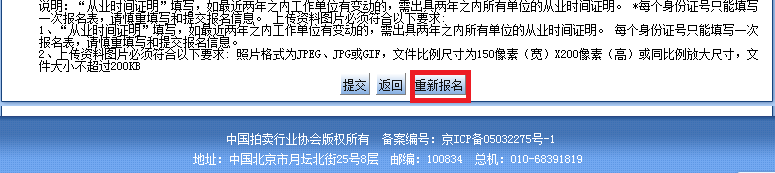 说明：“从业时间证明”填写，如最近两年之内工作单位有变动的，需出具两年之内所有单位的从业时间证明。 *每个身份证号只能填写
一次报名表，请慎重填写和提交报名信息。 上传资料图片必须符合以下要求：
1、“从业时间证明”填写，如最近两年之内工作单位有变动的，需出具两年之内所有单位的从业时间证明。 每个身份证号只能填写一次
报名表，请慎重填写和提交报名信息。
2、上传资料图片必须符合以下要求：照片格式为JPEG、JPG或GIF，文件比例尺寸为150像素（宽）X200像素（高）或同比例放大尺寸，文
件大小不超过200KB
提交 返回 重新报名
中国拍卖行业协会版权所有 备案编号：京ICP备05032275号-1
地址：中国北京市月坛北街25号8层 邮编：100834 总机：010-68391819